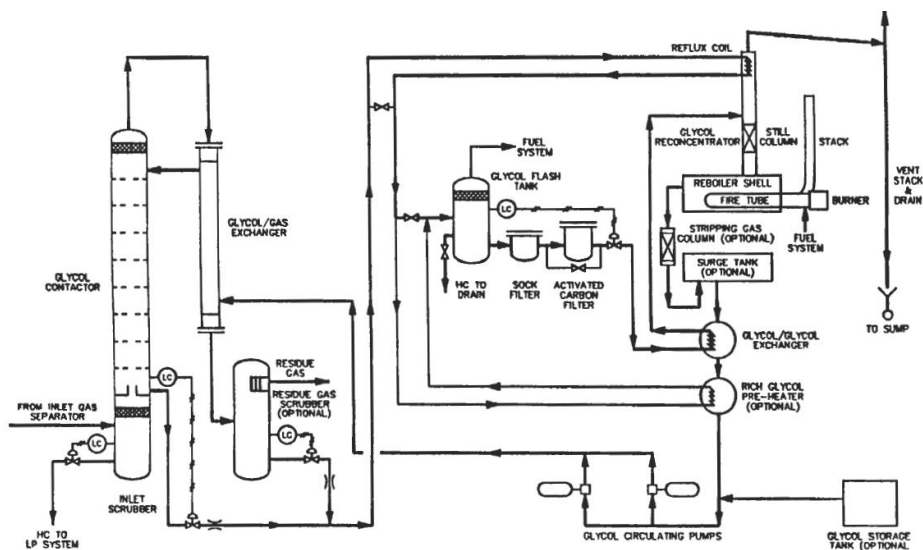 REFLUX COIL
FUEL
SYSTEM
GLYCOL FLASH
TANK
GLYCOL
RECONCENTRATOR
STILL
COLUMN
STACK
VENT
STACK
&
DRAIN
REBOILER SHELL
FIRE TUBE
BURNER
LC
GLYCOL/GAS
EXCHANGER
STRIPPING GAS
COLUMN (OPTIONAL)
FUEL
SYSTEM
GLYCOL
CONTACTOR
SURGE TANK
(OPTIONAL)
HC TO
DRAIN
SOCK
FILTER
ACTIVATED
CARBON
FILTER
TO SUMP
GLYCOL/GLYCOL
EXCHANGER
RESIDUE
GAS
LC
RESIDUE GAS
SCRUBBER
(OPTIONAL)
RICH GLYCOL
PRE-HEATER
(OPTIONAL)
FROM INLET GAS
SEPARATOR
LC
LC
INLET
SCRUBBER
HC TO
LP SYSTEM
GLYCOL CIRCULATING PUMPS
GLYCOL STORAGE
TANK (OPTIONAL